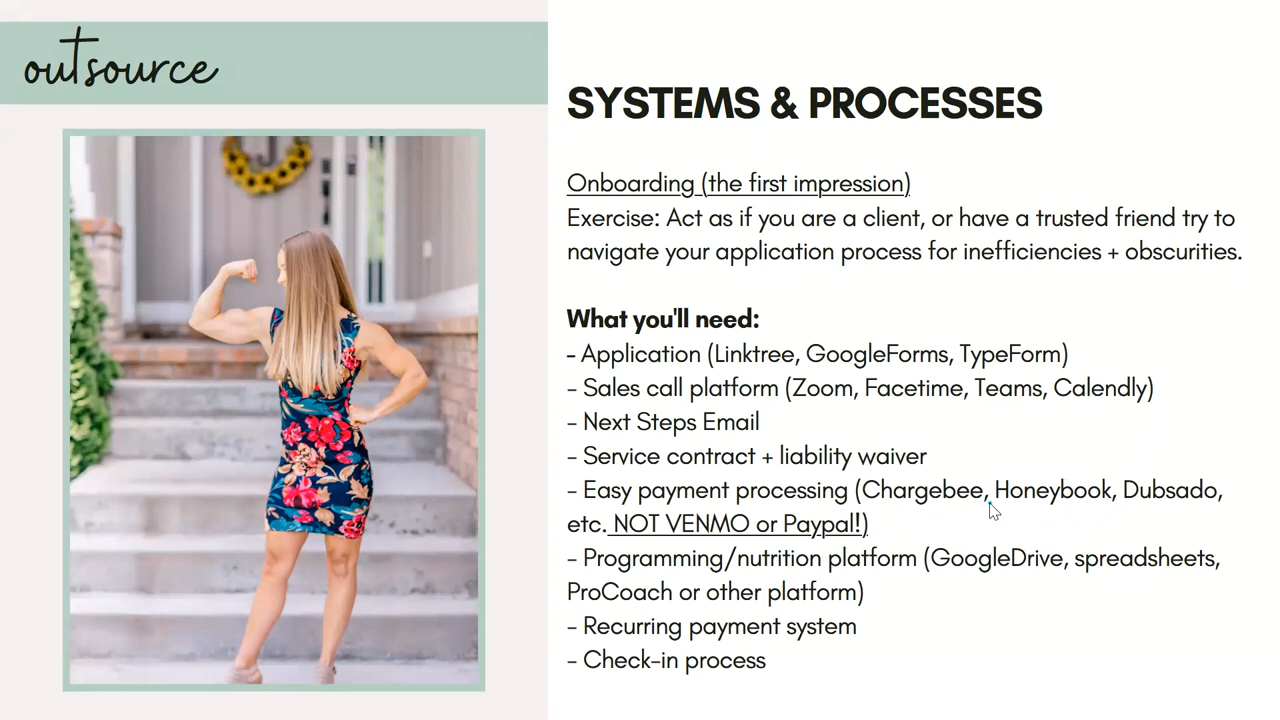 outsource
SYSTEMS & PROCESSES
Onboarding (the first impression)
Exercise: Act as if you are a client, or have a trusted friend try to
navigate your application process for inefficiencies + obscurities.
What you'll need:
- Application (Linktree, GoogleForms, TypeForm)
- Sales call platform (Zoom, Facetime, Teams, Calendly)
- Next Steps Email
- Service contract + liability waiver
- Easy payment processing (Chargebee, Honeybook, Dubsado,
etc. NOT VENMO or Paypal!)
- Programming/nutrition platform (GoogleDrive, spreadsheets,
ProCoach or other platform)
- Recurring payment system
- Check-in process